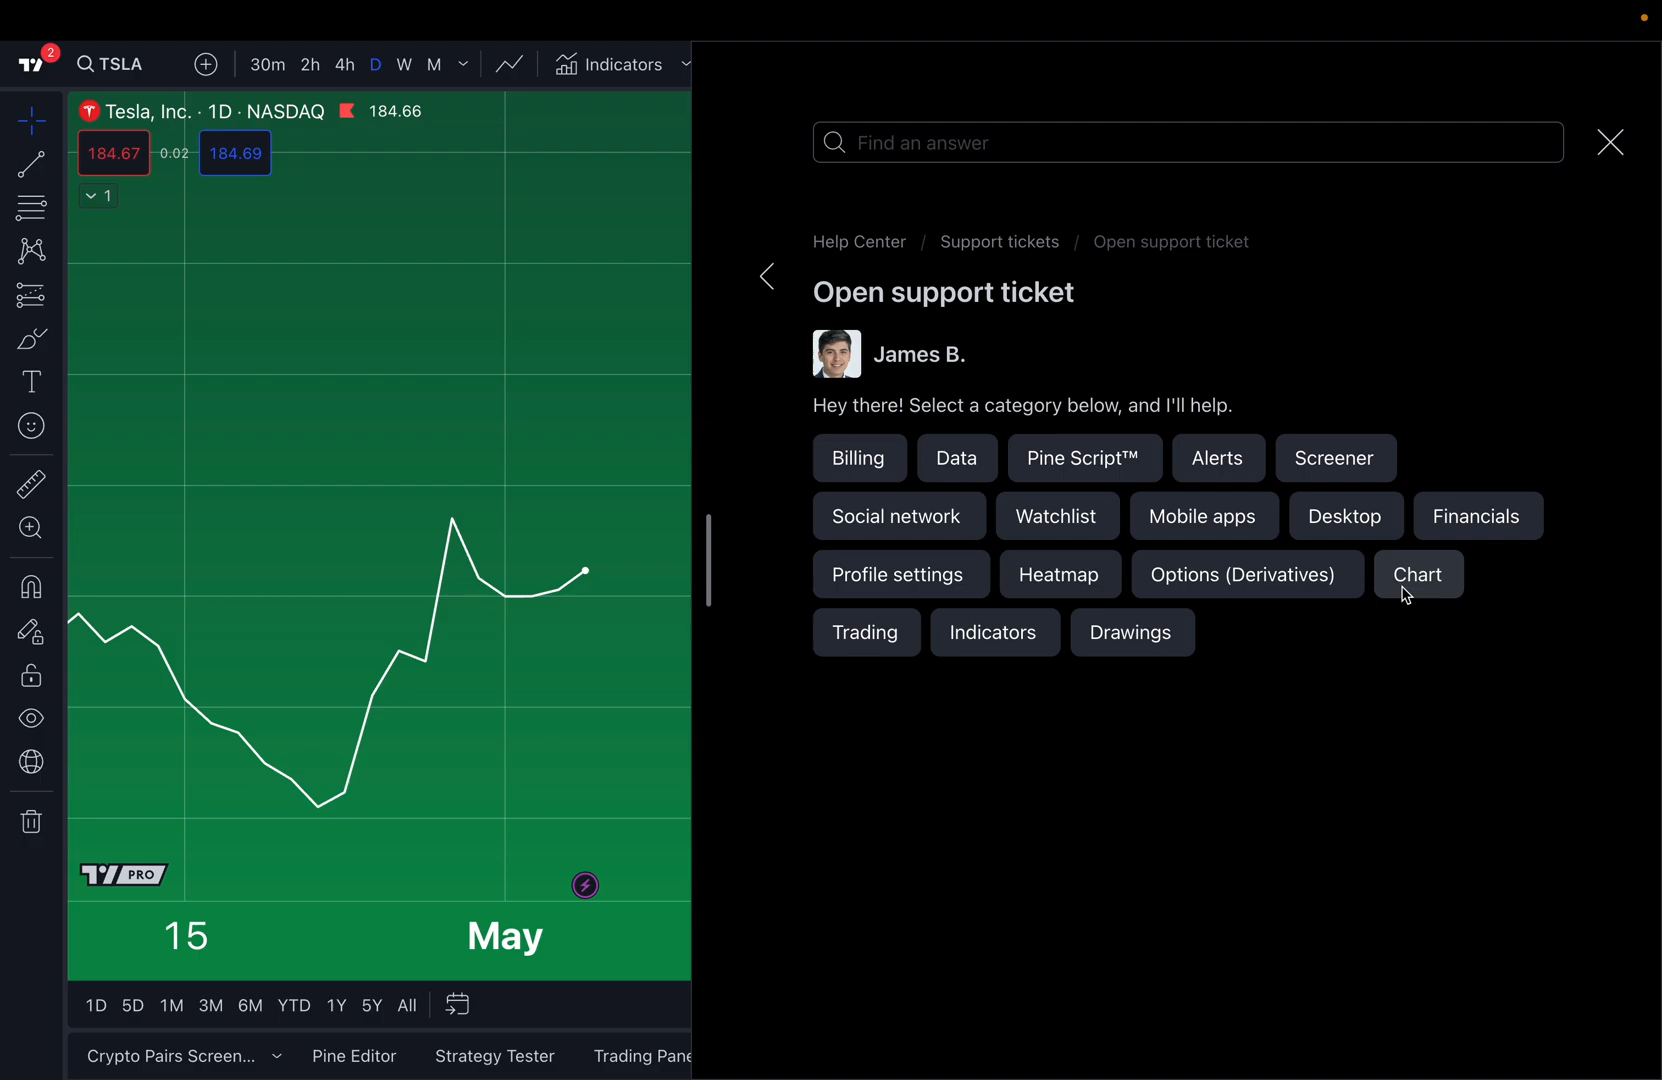 2
TSLA
30m 2h 4h D W M
Indicators
Tesla, Inc. · 1D · NASDAQ 184.66
184.67 0.02 184.69
1
PRO
15 May
1D 5D 1M 3M 6M YTD 1Y 5Y All
Crypto Pairs Screen... Pine Editor Strategy Tester Trading Pane
Find an answer
Help Center / Support tickets / Open support ticket
Open support ticket
James B.
Hey there! Select a category below, and I'll help.
Billing Data Pine Script™ Alerts Screener
Social network Watchlist Mobile apps Desktop Financials
Profile settings Heatmap Options (Derivatives) Chart
Trading Indicators Drawings